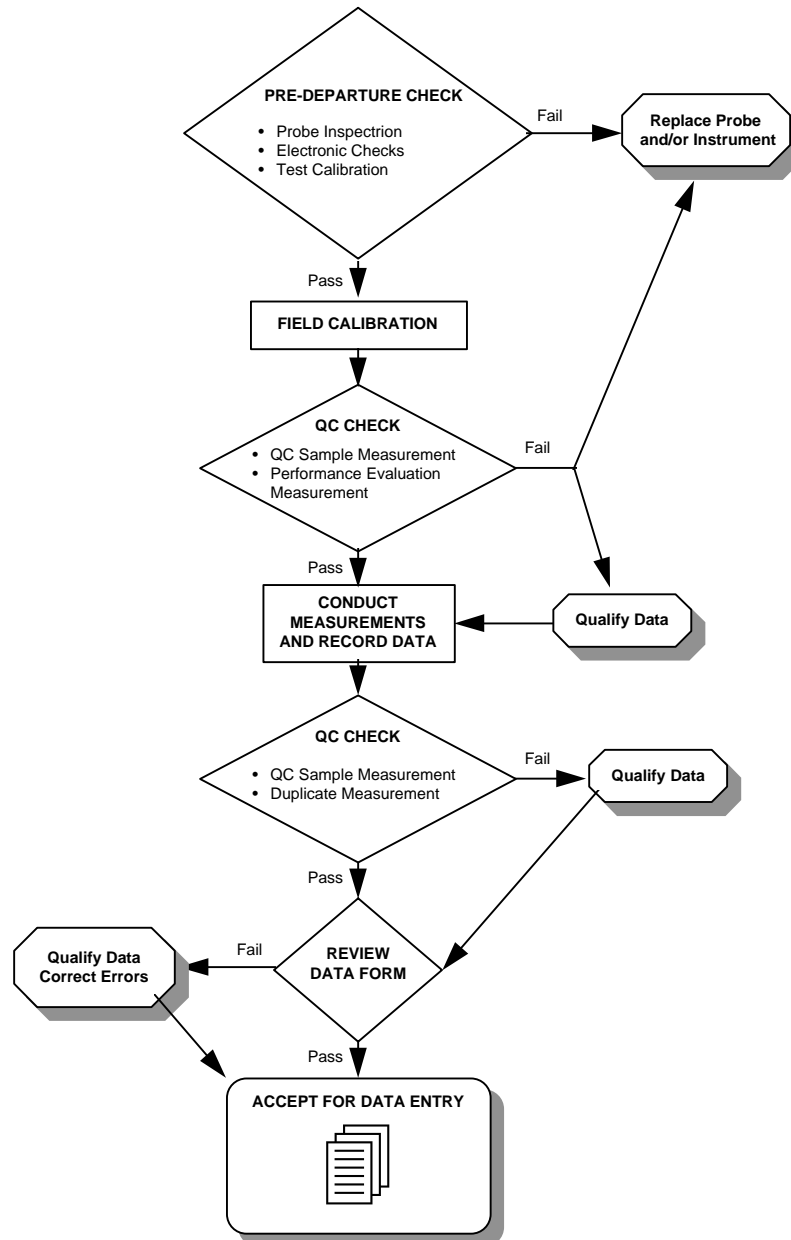 PRE-DEPARTURE CHECK
• Probe Inspectrion
• Electronic Checks
• Test Calibration
Fail
Replace Probe
and/or Instrument
Pass
FIELD CALIBRATION
QC CHECK
• QC Sample Measurement
• Performance Evaluation
Measurement
Fail
Pass
CONDUCT
MEASUREMENTS
AND RECORD DATA
Qualify Data
QC CHECK
• QC Sample Measurement
• Duplicate Measurement
Fail
Qualify Data
Pass
REVIEW
DATA FORM
Fail
Qualify Data
Correct Errors
Pass
ACCEPT FOR DATA ENTRY